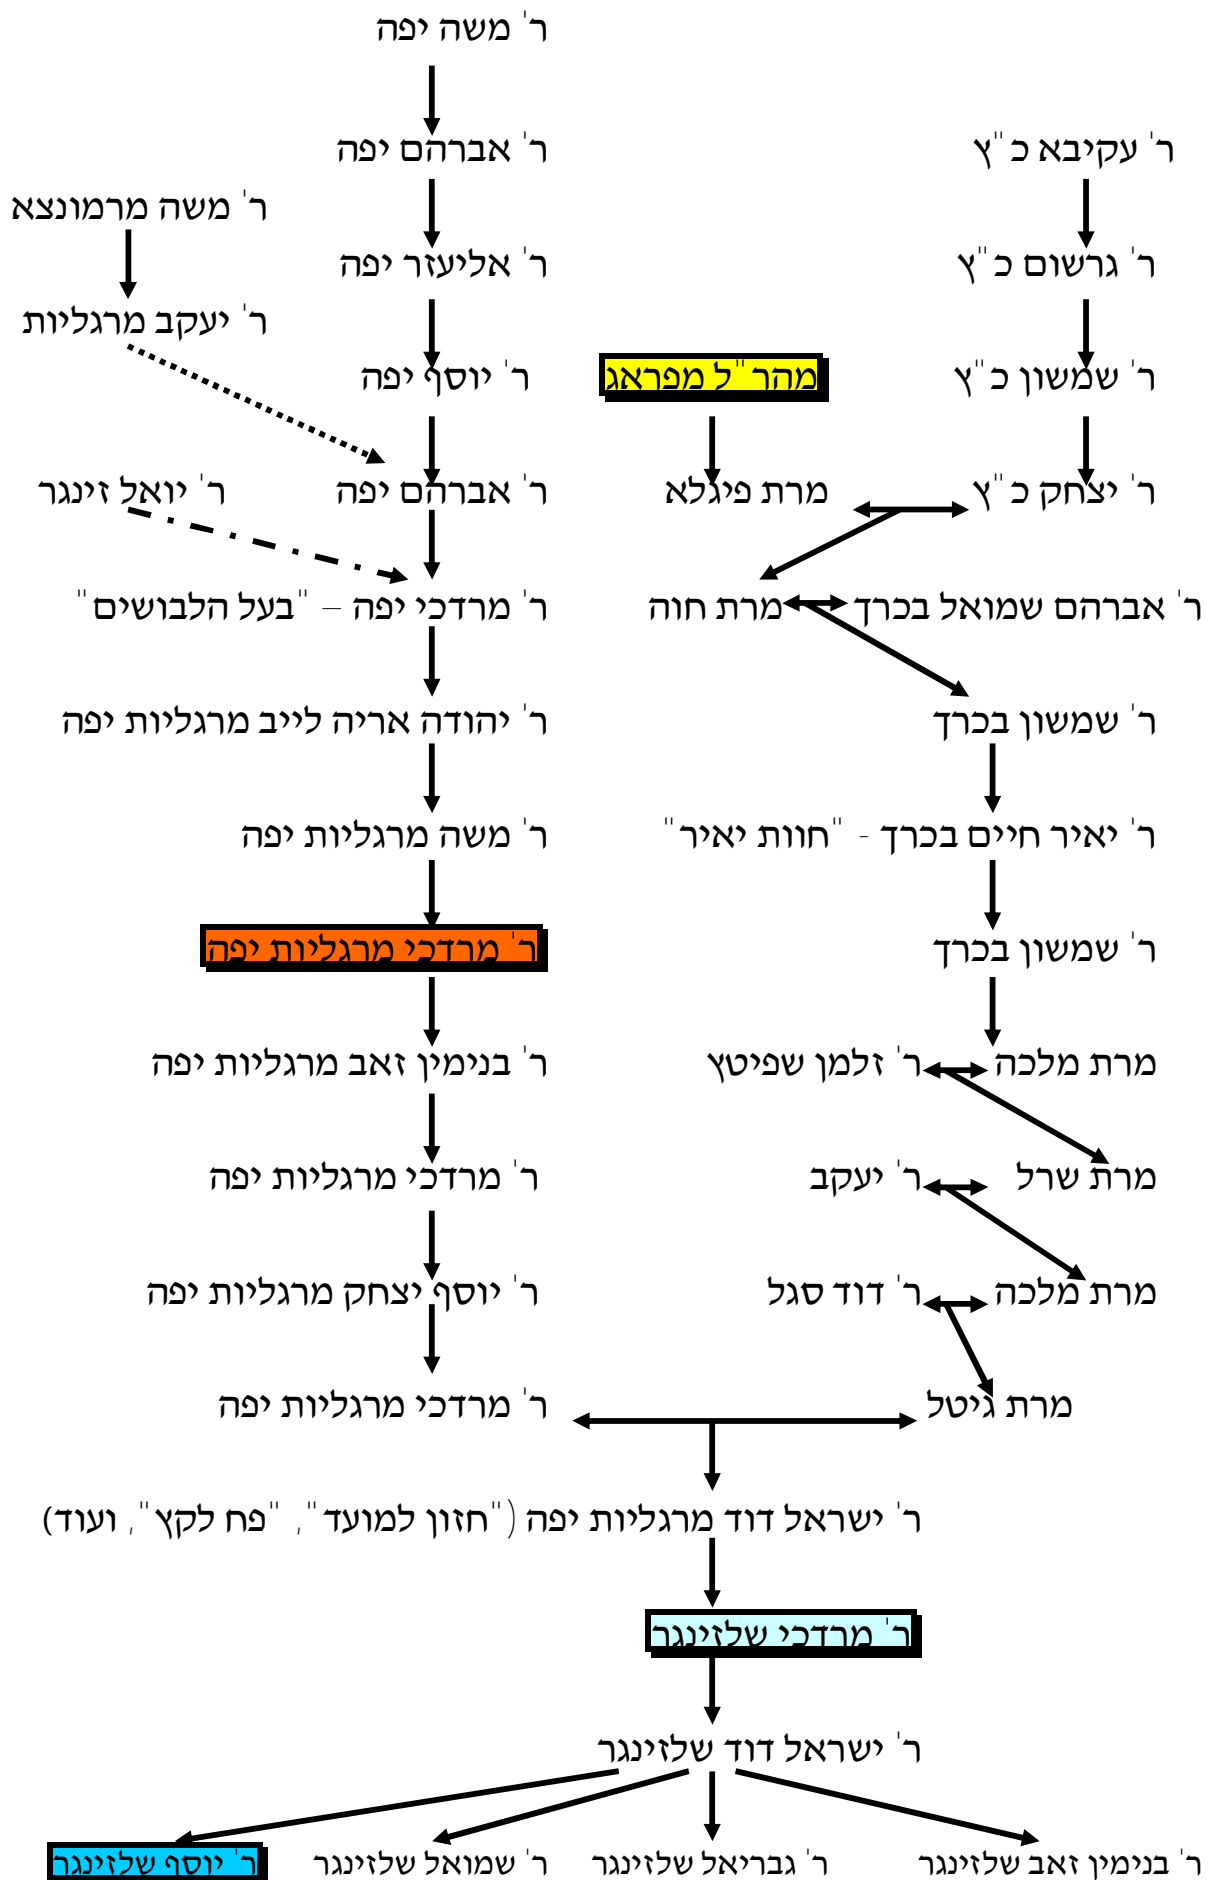 ר' משה יפה
ר' עקיבא כ"ץ
ר' אברהם יפה
ר' משה מרמונצא
ר' גרשום כ"ץ
ר' אליעזר יפה
ר' יעקב מרגליות
ר' שמשון כ"ץ
מהר"ל מפראג
ר' יוסף יפה
ר' יצחק כ"ץ
מרת פיגלא
ר' אברהם יפה
ר' יואל זינגר
ר' אברהם שמואל בכרך
מרת חוה
ר' מרדכי יפה – "בעל הלבושים"
ר' שמשון בכרך
ר' יהודה אריה לייב מרגליות יפה
ר' יאיר חיים בכרך - "חוות יאיר"
ר' משה מרגליות יפה
ר' שמשון בכרך
ר' מרדכי מרגליות יפה
מרת מלכה
ר' זלמן שפיטץ
ר' בנימין זאב מרגליות יפה
מרת שרל
ר' יעקב
ר' מרדכי מרגליות יפה
מרת מלכה
ר' דוד סגל
ר' יוסף יצחק מרגליות יפה
מרת גיטל
ר' מרדכי מרגליות יפה
ר' ישראל דוד מרגליות יפה ("חזון למועד", "פח לקץ", ועוד)
ר' מרדכי שלזינגר
ר' ישראל דוד שלזינגר
ר' בנימין זאב שלזינגר
ר' גבריאל שלזינגר
ר' שמואל שלזינגר
ר' יוסף שלזינגר